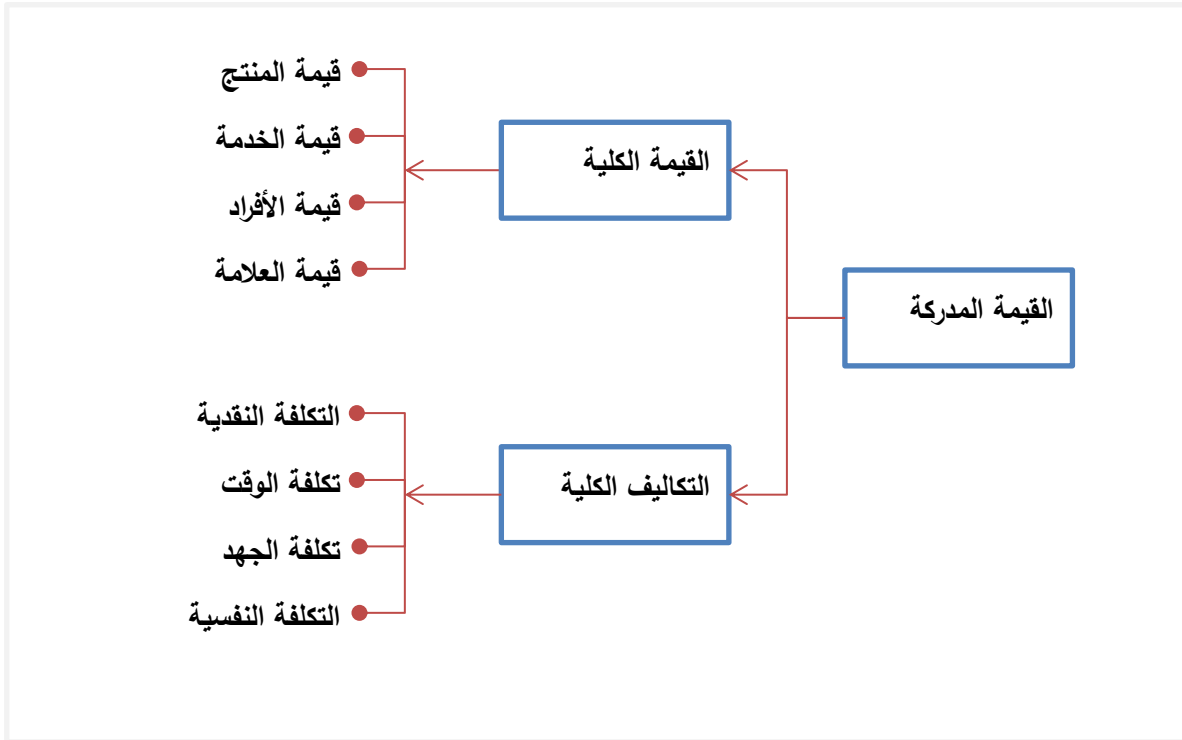 القيمة المدركة
القيمة الكلية
قيمة المنتج
قيمة الخدمة
قيمة الأفراد
قيمة العلامة
التكاليف الكلية
التكلفة النقدية
تكلفة الوقت
تكلفة الجهد
التكلفة النفسية